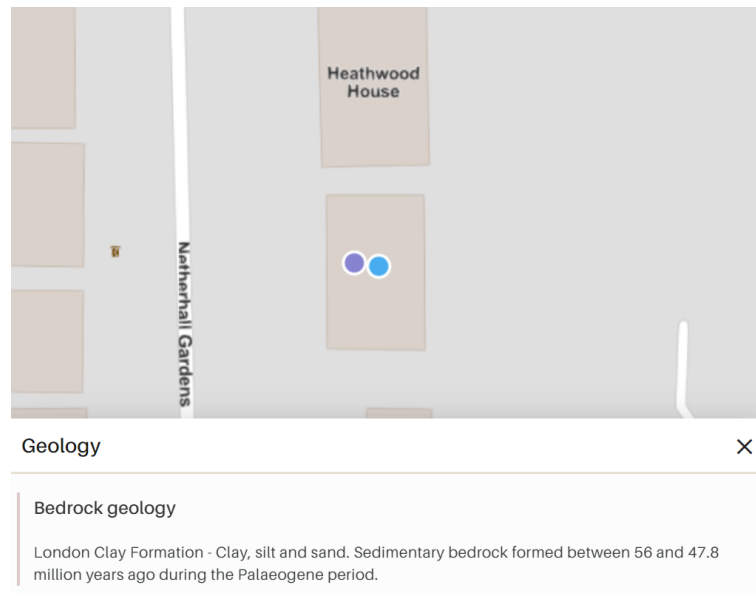 Heathwood
House
Netherhall Gardens
Geology
Bedrock geology
London Clay Formation - Clay, silt and sand. Sedimentary bedrock formed between 56 and 47.8
million years ago during the Palaeogene period.